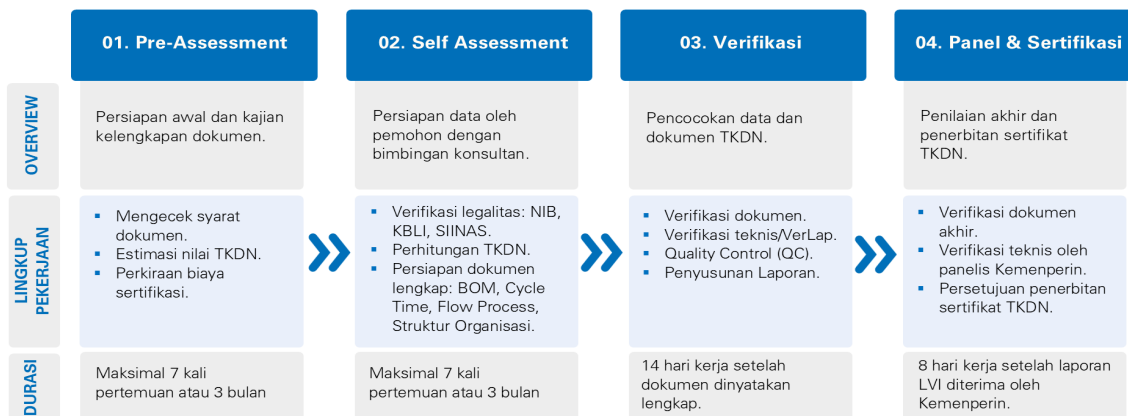 01. Pre-Assessment
02. Self Assessment
03. Verifikasi
04. Panel & Sertifikasi
OVERVIEW
Persiapan awal dan kajian
kelengkapan dokumen.
Persiapan data oleh
pemohon dengan
bimbingan konsultan.
Pencocokan data dan
dokumen TKDN.
Penilaian akhir dan
penerbitan sertifikat
TKDN.
LINGKUP
PEKERJAAN
▪ Mengecek syarat
dokumen.
▪ Estimasi nilai TKDN.
▪ Perkiraan biaya
sertifikasi.
▪ Verifikasi legalitas: NIB,
KBLI, SIINAS.
▪ Perhitungan TKDN.
▪ Persiapan dokumen
lengkap: BOM, Cycle
Time, Flow Process,
Struktur Organisasi.
▪ Verifikasi dokumen.
▪ Verifikasi teknis/VerLap.
▪ Quality Control (QC).
▪ Penyusunan Laporan.
▪ Verifikasi dokumen
akhir.
▪ Verifikasi teknis oleh
panelis Kemenperin.
▪ Persetujuan penerbitan
sertifikat TKDN.
DURASI
Maksimal 7 kali
pertemuan atau 3 bulan
Maksimal 7 kali
pertemuan atau 3 bulan
14 hari kerja setelah
dokumen dinyatakan
lengkap.
8 hari kerja setelah laporan
LVI diterima oleh
Kemenperin.